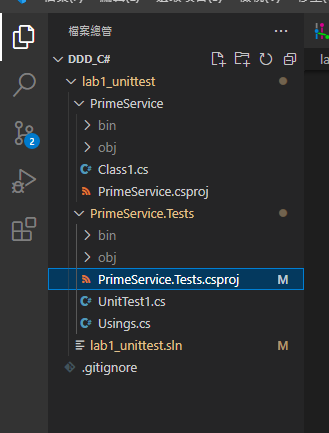 檔案總管
DDD_C#
lab1_unittest
PrimeService
bin
obj
Class1.cs
PrimeService.csproj
PrimeService.Tests
bin
obj
PrimeService.Tests.csproj M
UnitTest1.cs
Usings.cs
lab1_unittest.sln M
.gitignore
2
la